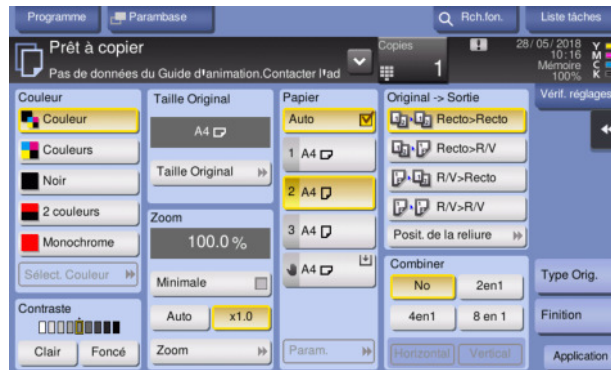 Programme
Parambase
Rch.fon.
Liste tâches
Prêt à copier
Pas de données du Guide d'animation.Contacter l'ad
Copies
1
28/05/2018
10:16
Mémoire
100%
Y
M
C
K
Vérif. réglages
Couleur
Couleur
Couleurs
Noir
2 couleurs
Monochrome
Sélect. Couleur
Contraste
Clair
Foncé
Taille Original
A4
Taille Original
Zoom
100.0 %
Minimale
Auto
x1.0
Zoom
Papier
Auto
1 A4
2 A4
3 A4
A4
Param.
Original -> Sortie
Recto>Recto
Recto>R/V
R/V>Recto
R/V>R/V
Posit. de la reliure
Combiner
No
2en1
4en1
8 en 1
Horizontal
Vertical
Type Orig.
Finition
Application